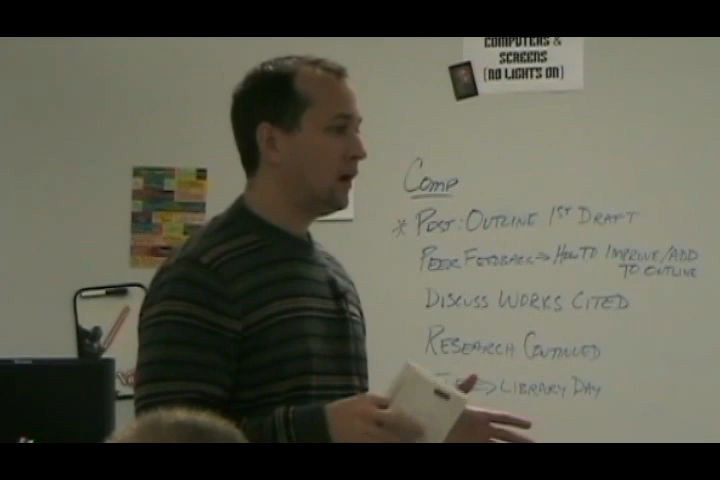 COMPUTERS &
SCREENS
(NO LIGHTS ON)
COMP
* POST: OUTLINE 1ST DRAFT
PEER FEEDBACK → HOW TO IMPROVE/ADD
TO OUTLINE
DISCUSS WORKS CITED
RESEARCH CONTINUED
→ LIBRARY DAY